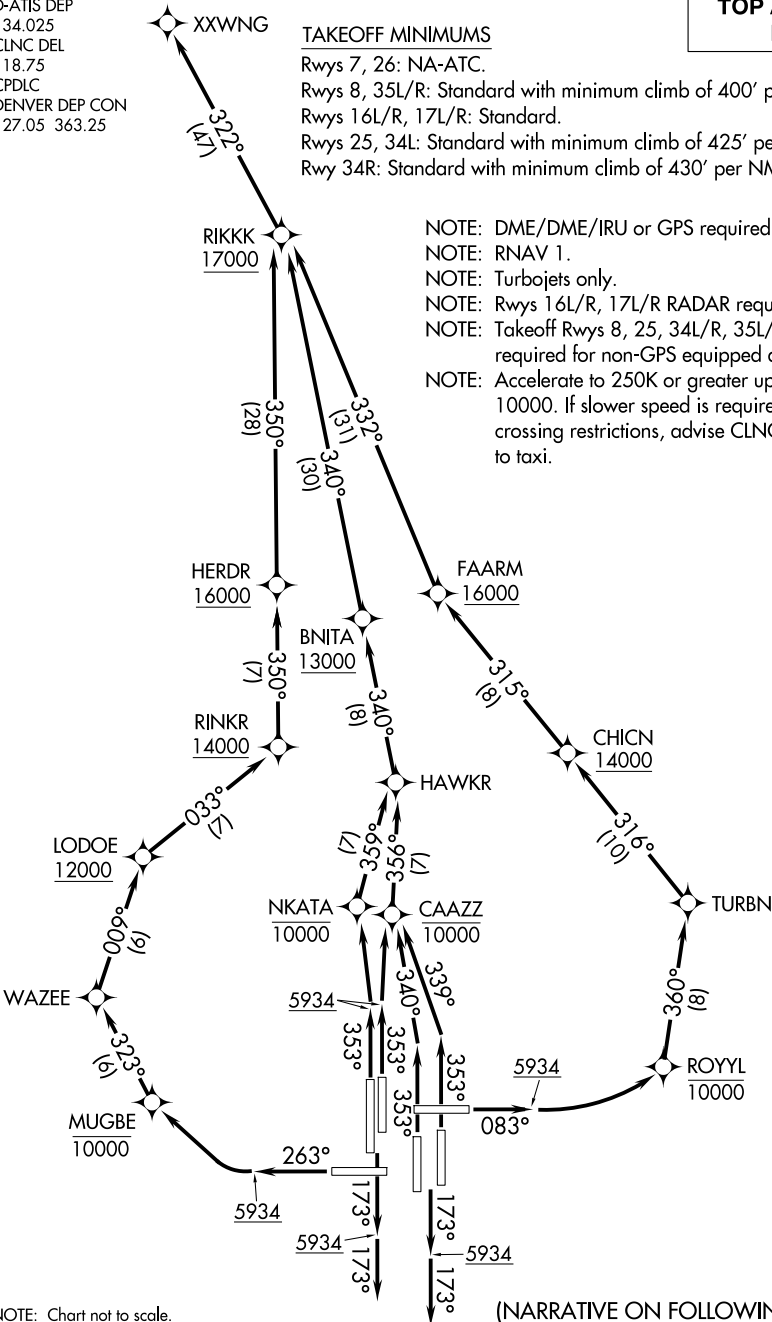 -ATIS DEP
34.025
CLNC DEL
18.75
CPDLC
DENVER DEP CON
27.05 363.25
XXWNG
TOP A
TAKEOFF MINIMUMS
Rwys 7, 26: NA-ATC.
Rwys 8, 35L/R: Standard with minimum climb of 400' p
Rwys 16L/R, 17L/R: Standard.
Rwys 25, 34L: Standard with minimum climb of 425' pe
Rwy 34R: Standard with minimum climb of 430' per NM
322°
(47)
RIKKK
17000
NOTE: DME/DME/IRU or GPS required
NOTE: RNAV 1.
NOTE: Turbojets only.
NOTE: Rwys 16L/R, 17L/R RADAR requ
NOTE: Takeoff Rwys 8, 25, 34L/R, 35L/
required for non-GPS equipped
NOTE: Accelerate to 250K or greater up
10000. If slower speed is require
crossing restrictions, advise CLNC
to taxi.
350°
(28)
340°
(30)
332°
(31)
HERDR
16000
FAARM
16000
BNITA
13000
350°
(7)
340°
(8)
315°
(8)
RINKR
14000
CHICN
14000
HAWKR
033°
(7)
316°
(10)
LODOE
12000
359°
(7)
356°
(7)
NKATA
10000
CAAZZ
10000
TURBN
009°
(6)
WAZEE
340°
339°
360°
(8)
5934
353°
353°
353°
353°
323°
(6)
ROYYL
10000
5934
083°
MUGBE
10000
263°
5934
173°
5934
173°
173°
5934
173°
NOTE: Chart not to scale.
(NARRATIVE ON FOLLOWIN